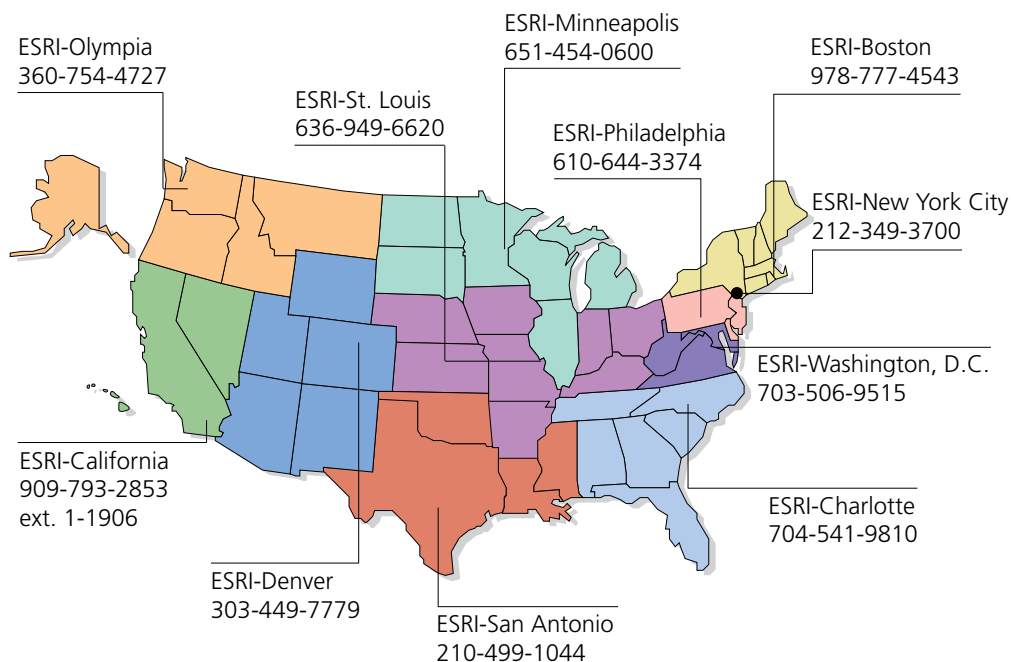 ESRI-Olympia
360-754-4727
ESRI-Minneapolis
651-454-0600
ESRI-Boston
978-777-4543
ESRI-St. Louis
636-949-6620
ESRI-Philadelphia
610-644-3374
ESRI-New York City
212-349-3700
ESRI-Washington, D.C.
703-506-9515
ESRI-California
909-793-2853
ext. 1-1906
ESRI-Charlotte
704-541-9810
ESRI-Denver
303-449-7779
ESRI-San Antonio
210-499-1044